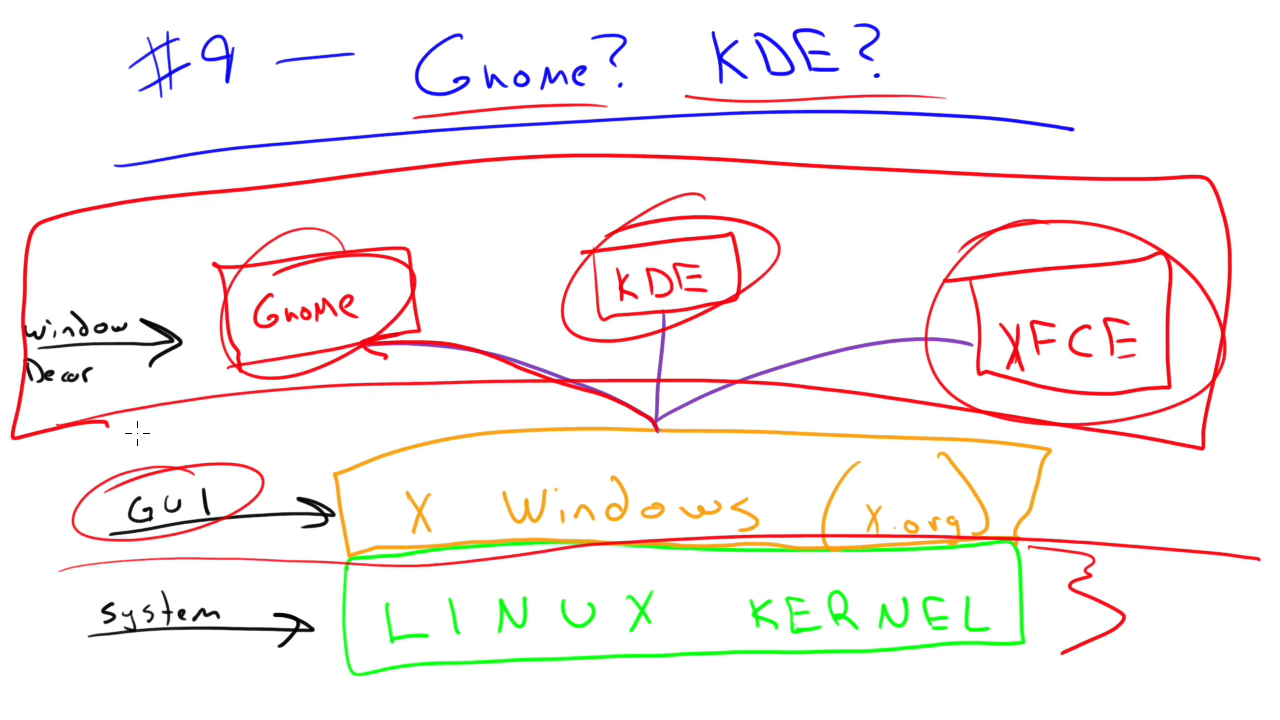 #9 — Gnome? KDE?
Gnome
KDE
XFCE
Window
Decor
GUI
X Windows (x.org)
System
LINUX KERNEL